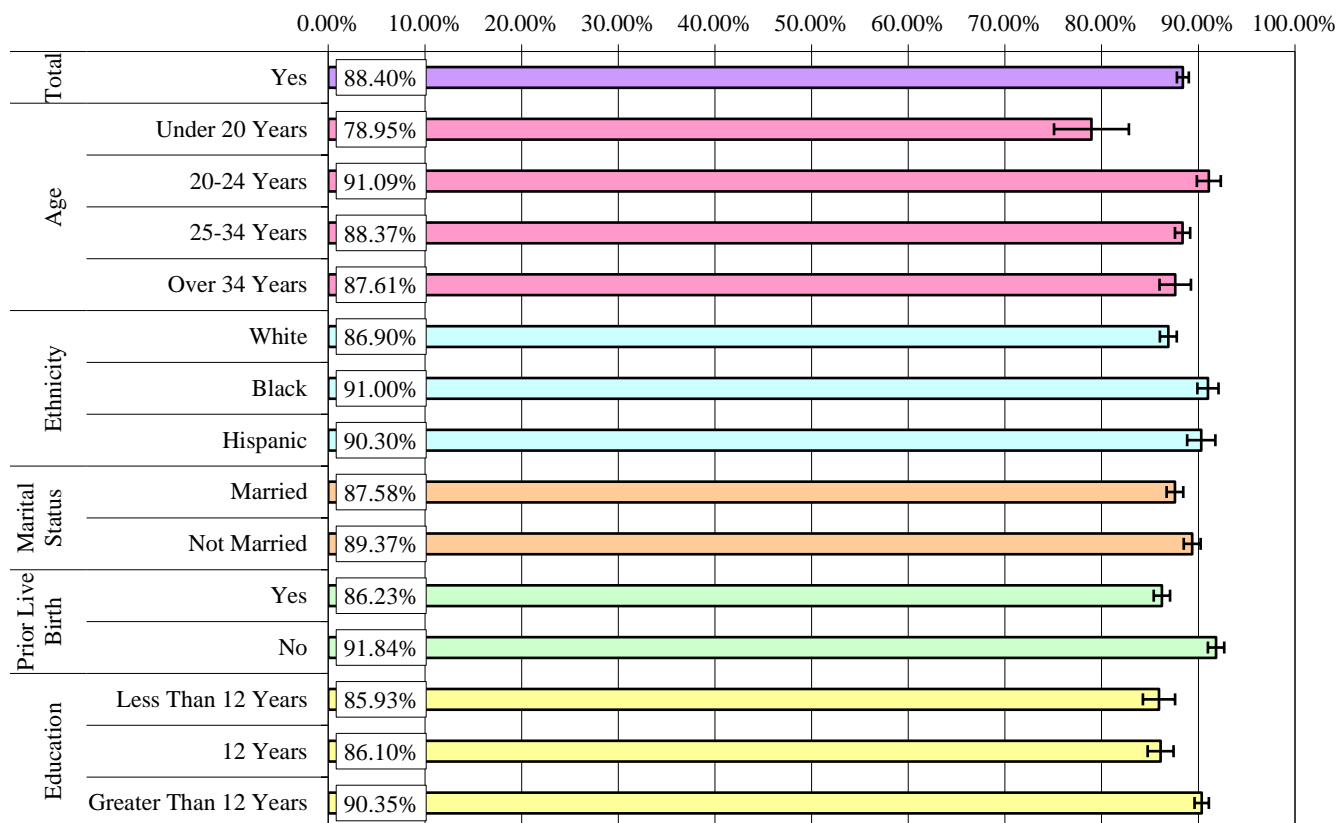 0.00% 10.00% 20.00% 30.00% 40.00% 50.00% 60.00% 70.00% 80.00% 90.00% 100.00%
Total
Yes 88.40%
Age
Under 20 Years 78.95%
20-24 Years 91.09%
25-34 Years 88.37%
Over 34 Years 87.61%
Ethnicity
White 86.90%
Black 91.00%
Hispanic 90.30%
Marital
Status
Married 87.58%
Not Married 89.37%
Prior Live
Birth
Yes 86.23%
No 91.84%
Education
Less Than 12 Years 85.93%
12 Years 86.10%
Greater Than 12 Years 90.35%